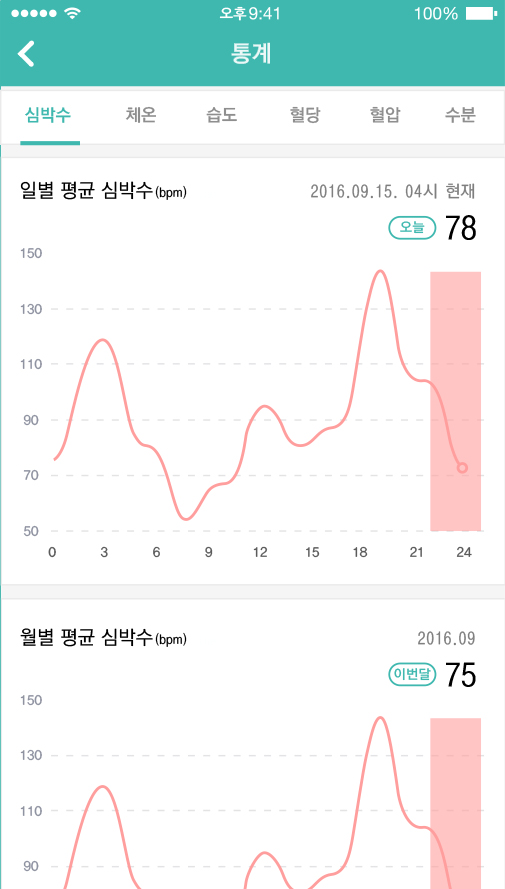 오후9:41 100%
통계
심박수 체온 습도 혈당 혈압 수분
일별 평균 심박수(bpm) 2016.09.15. 04시 현재
오늘 78
150
130
110
90
70
50
0 3 6 9 12 15 18 21 24
월별 평균 심박수(bpm) 2016.09
이번달 75
150
130
110
90